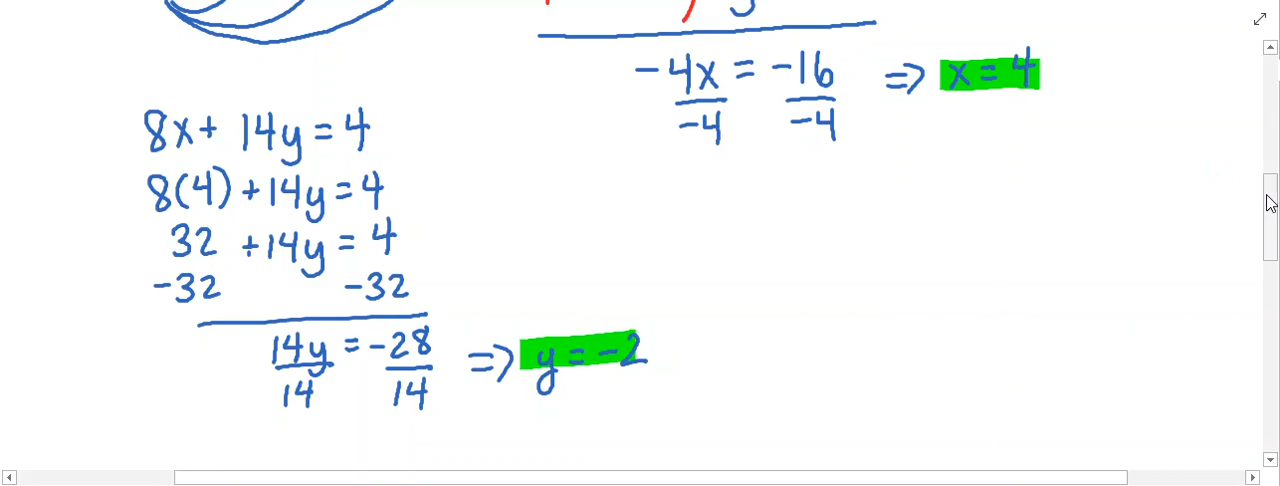 -4x = -16 => x = 4
-4 -4
8x + 14y = 4
8(4) + 14y = 4
32 + 14y = 4
-32 -32
14y = -28 => y = -2
14 14